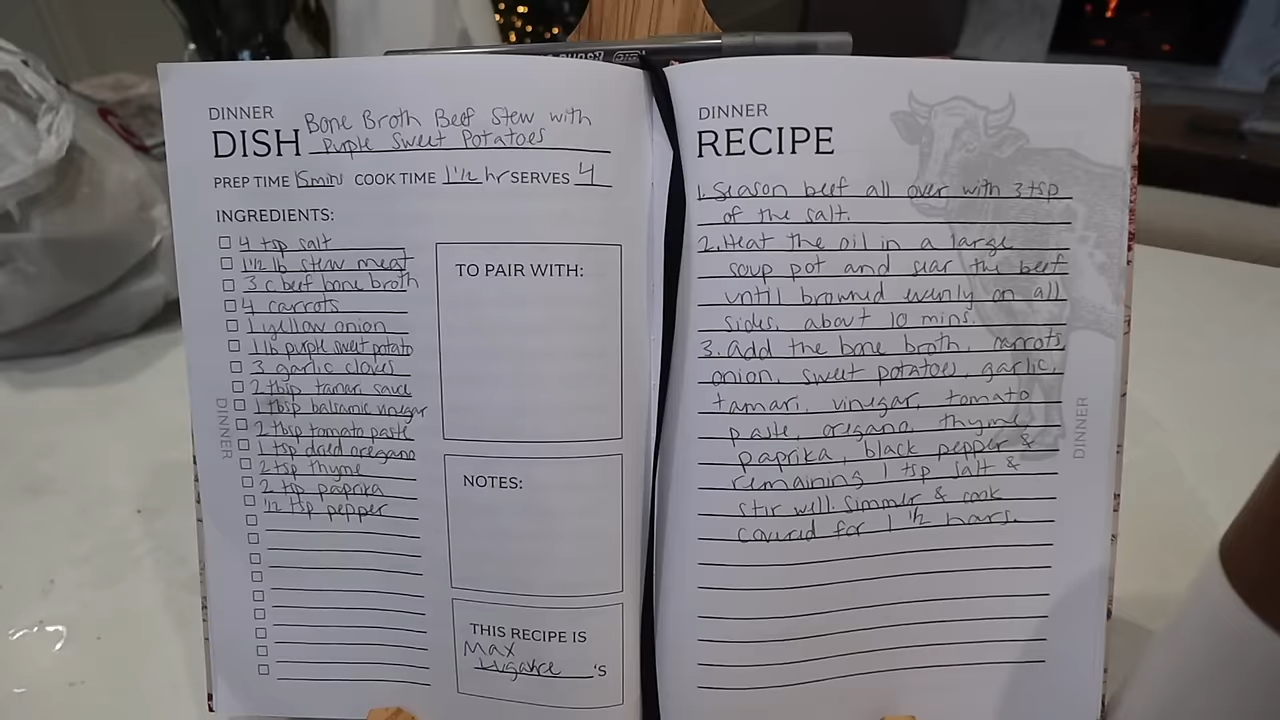 DINNER
DISH Bone Broth Beef Stew with
Purple Sweet Potatoes
PREP TIME 15mins COOK TIME 1 1/2 hr SERVES 4
INGREDIENTS:
4 tsp salt
1 1/2 lb stew meat
3 c beef bone broth
4 carrots
1 yellow onion
1 lb purple sweet potato
3 garlic cloves
2 tbsp tamari sauce
1 tbsp balsamic vinegar
2 tbsp tomato paste
1 tsp dried oregano
2 tsp thyme
2 tsp paprika
1/2 tsp pepper
DINNER
TO PAIR WITH:
NOTES:
THIS RECIPE IS
Max
Lugavere 's
DINNER
RECIPE
1. Season beef all over with 3 tsp
of the salt.
2. Heat the oil in a large
soup pot and sear the beef
until browned evenly on all
sides, about 10 mins.
3. Add the bone broth, carrots,
onion, sweet potatoes, garlic,
tamari, vinegar, tomato
paste, oregano, thyme,
paprika, black pepper &
remaining 1 tsp salt &
stir well. Simmer & cook
covered for 1 1/2 hours.
DINNER
BIC